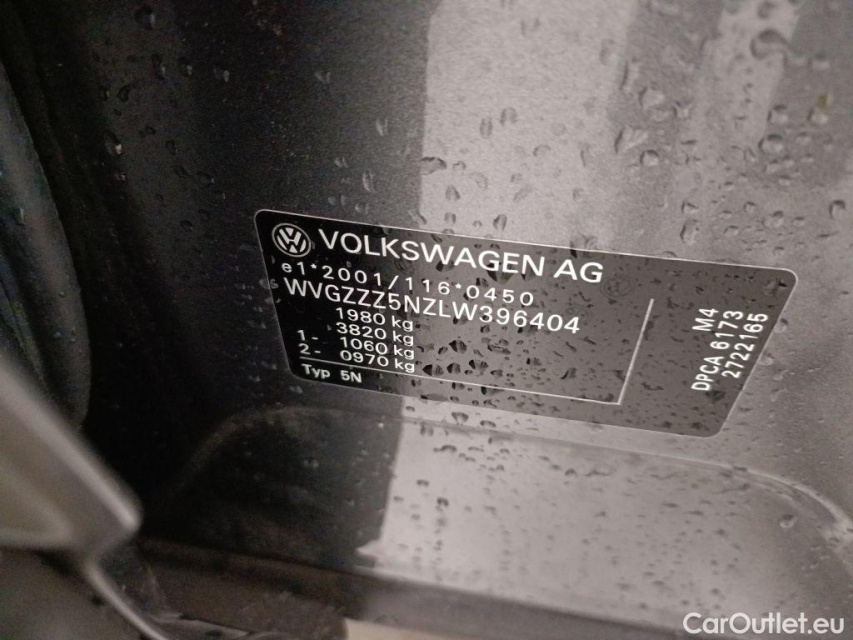 VOLKSWAGEN AG
e1*2001/116*0450
WVGZZZ5NZLW396404
1980 kg
3820 kg
1- 1060 kg
2- 0970 kg
Typ 5N
M4
DPCA 6173
2722165
CarOutlet.eu